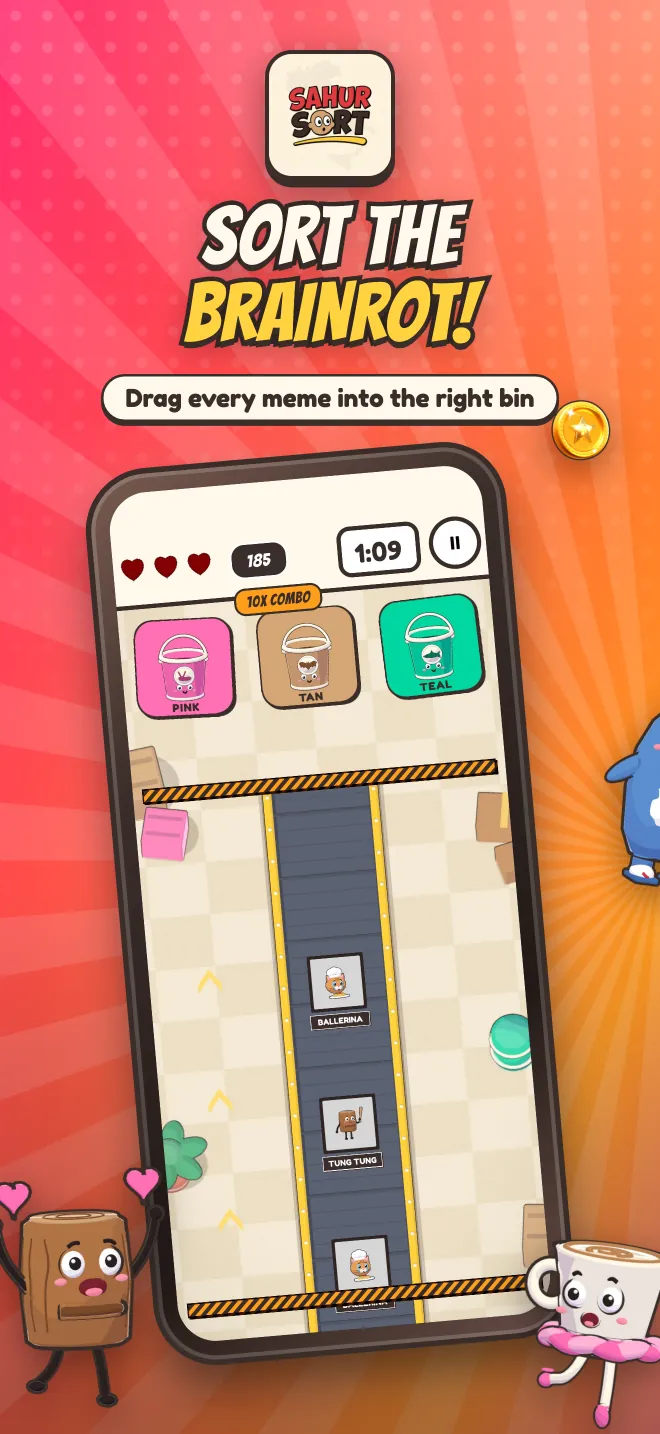 SAHUR
SORT
SORT THE
BRAINROT!
Drag every meme into the right bin
185
1:09
10X COMBO
PINK
TAN
TEAL
BALLERINA
TUNG TUNG